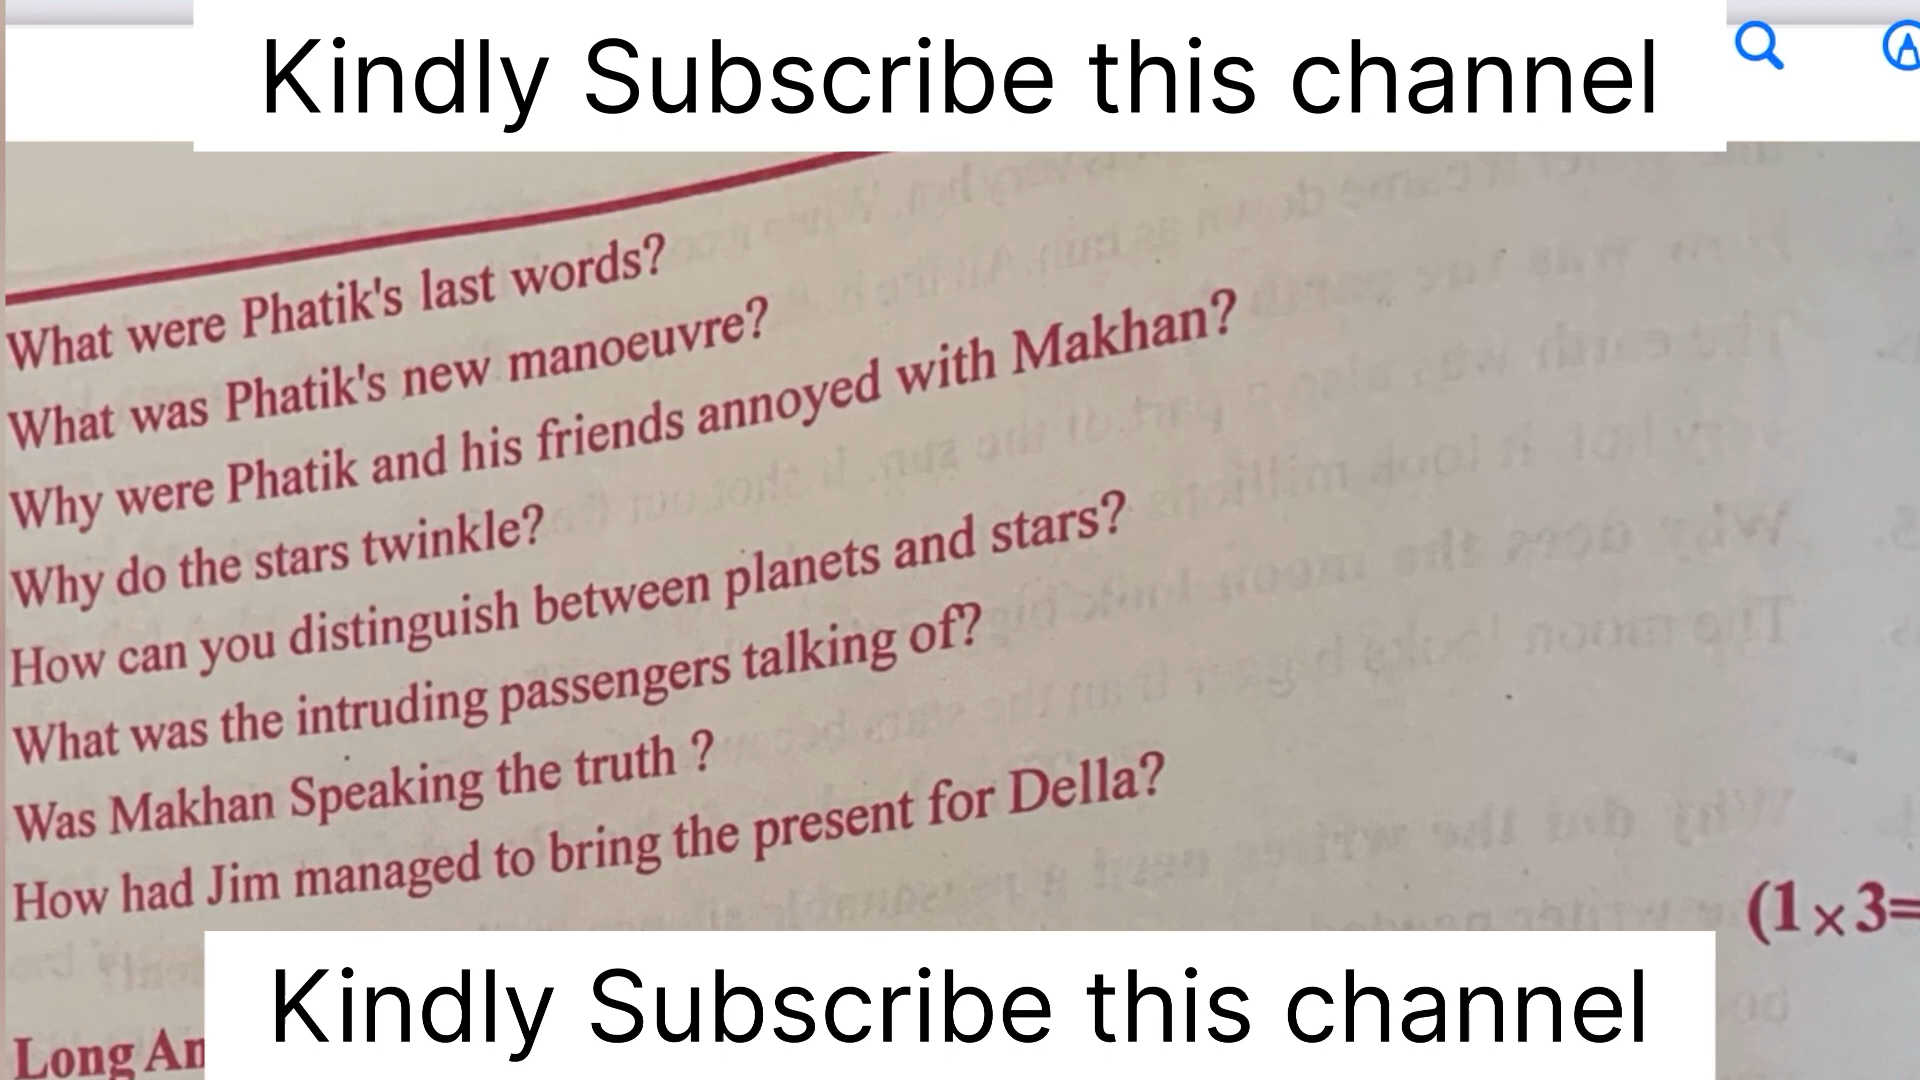 Kindly Subscribe this channel
What were Phatik's last words?
What was Phatik's new manoeuvre?
Why were Phatik and his friends annoyed with Makhan?
Why do the stars twinkle?
How can you distinguish between planets and stars?
What was the intruding passengers talking of?
Was Makhan Speaking the truth ?
How had Jim managed to bring the present for Della?
(1×3=
Kindly Subscribe this channel
Long An